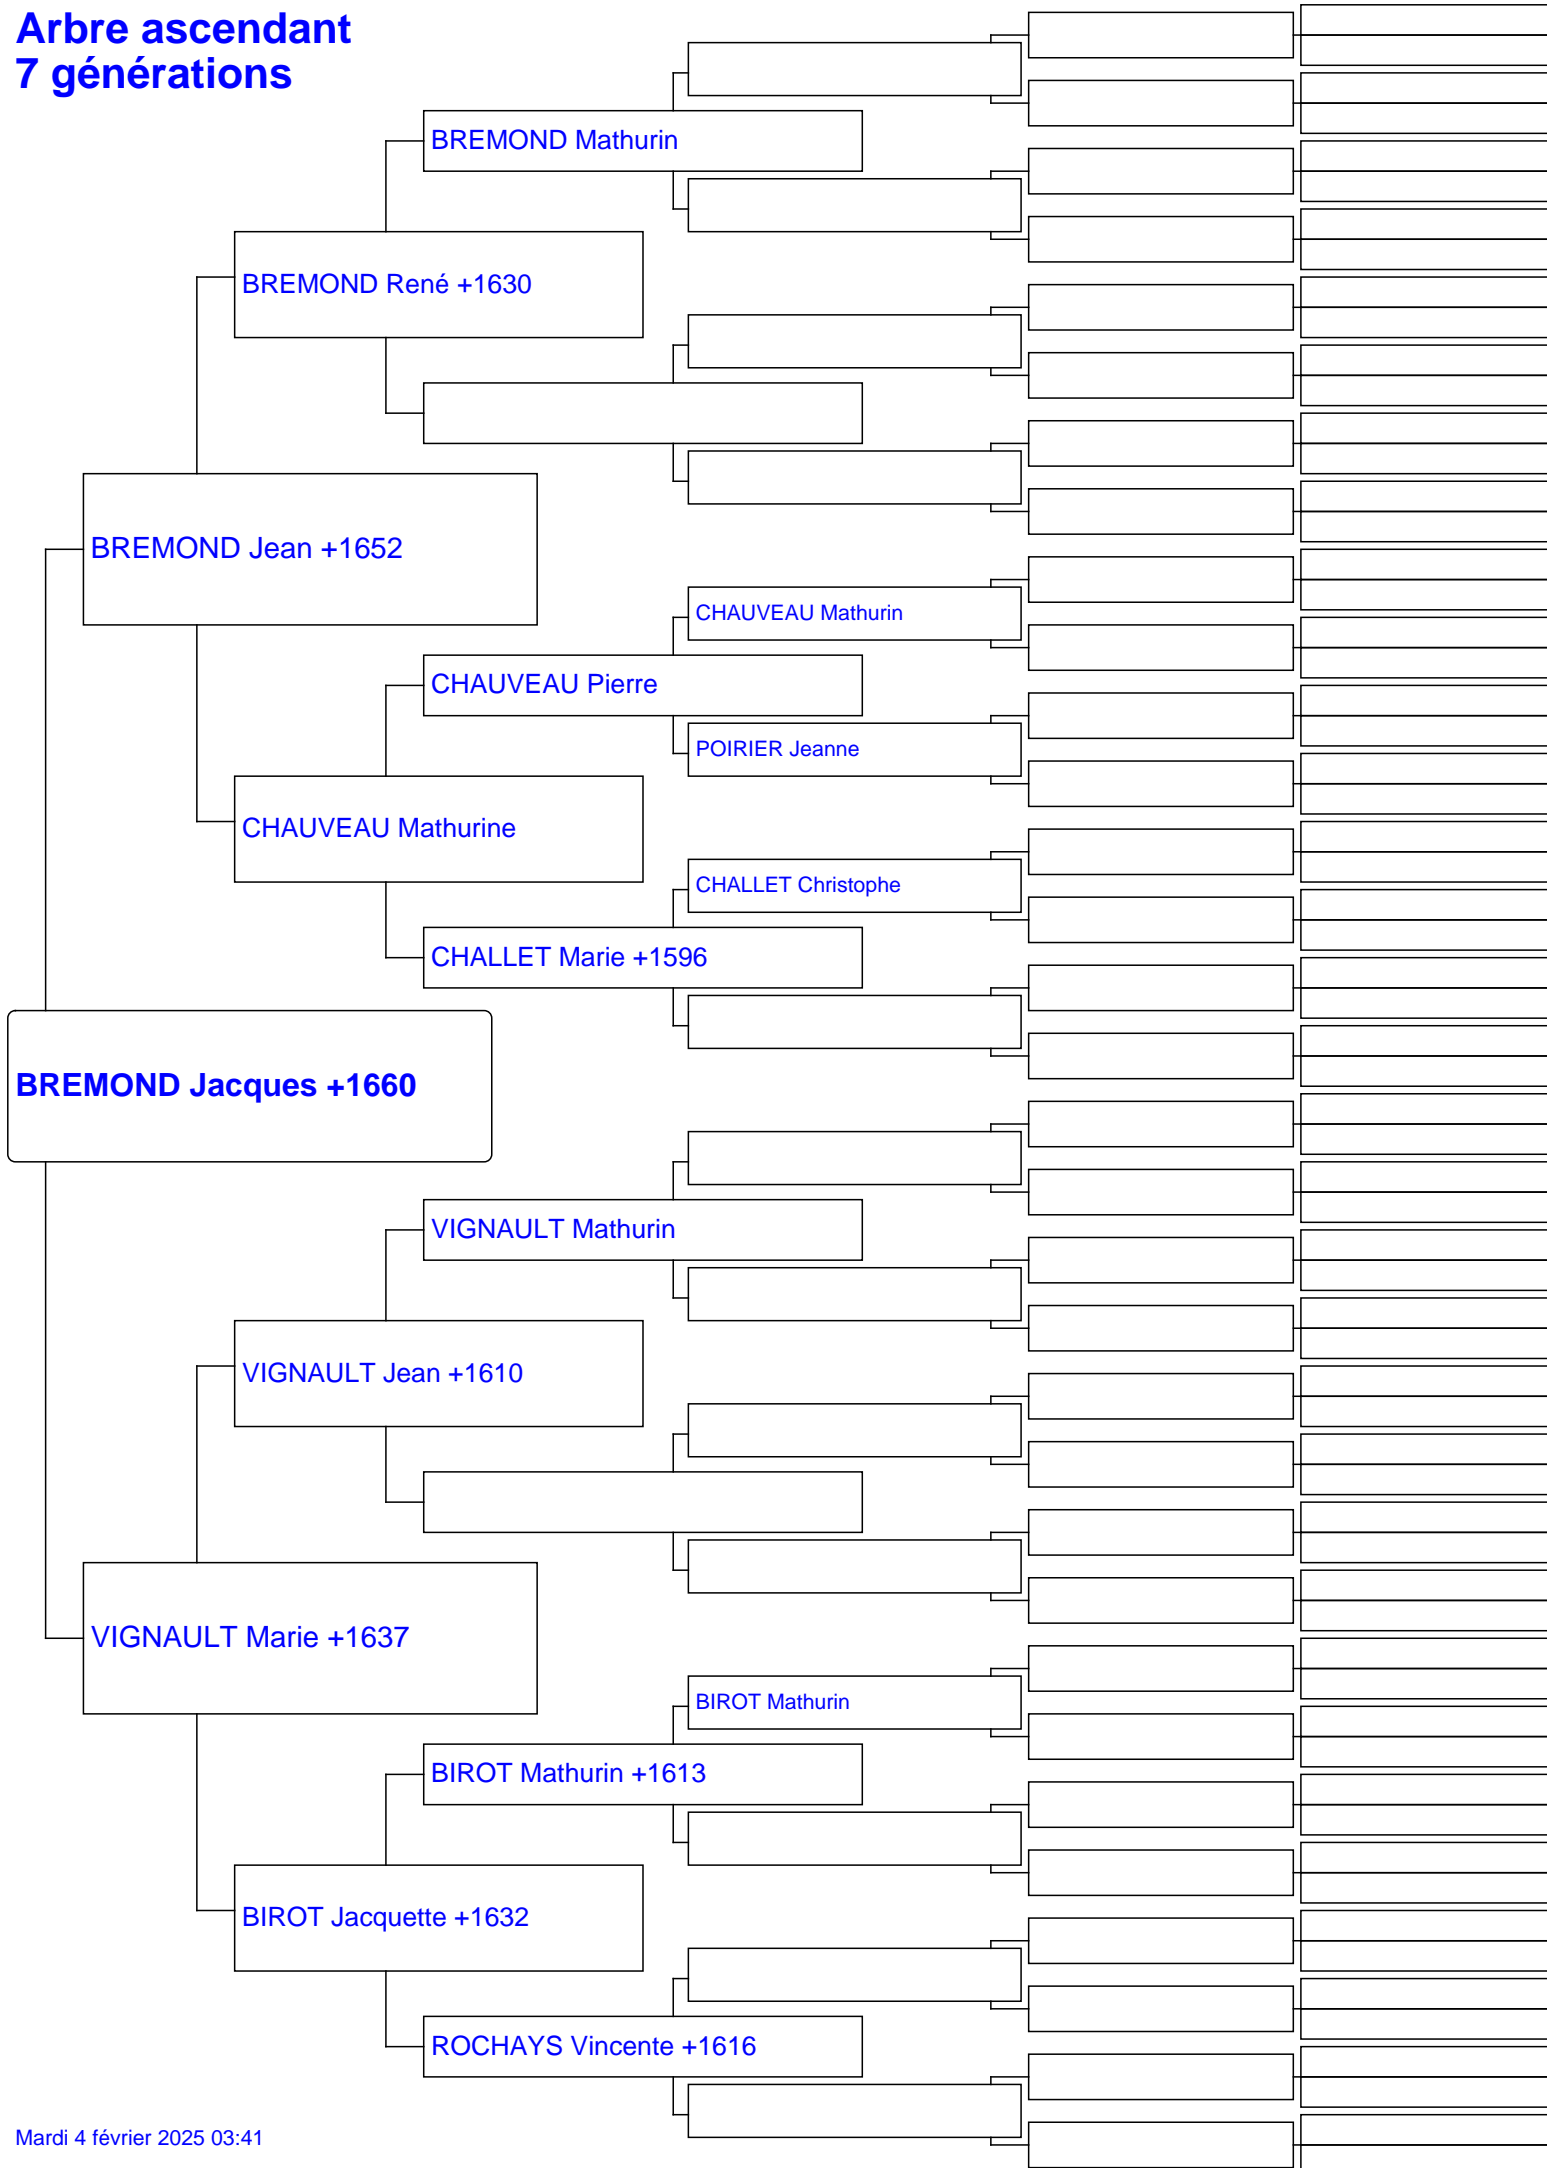 Arbre ascendant
7 générations
BREMOND Mathurin
BREMOND René +1630
BREMOND Jean +1652
CHAUVEAU Mathurin
CHAUVEAU Pierre
POIRIER Jeanne
CHAUVEAU Mathurine
CHALLET Christophe
CHALLET Marie +1596
BREMOND Jacques +1660
VIGNAULT Mathurin
VIGNAULT Jean +1610
VIGNAULT Marie +1637
BIROT Mathurin
BIROT Mathurin +1613
BIROT Jacquette +1632
ROCHAYS Vincente +1616
Mardi 4 février 2025 03:41